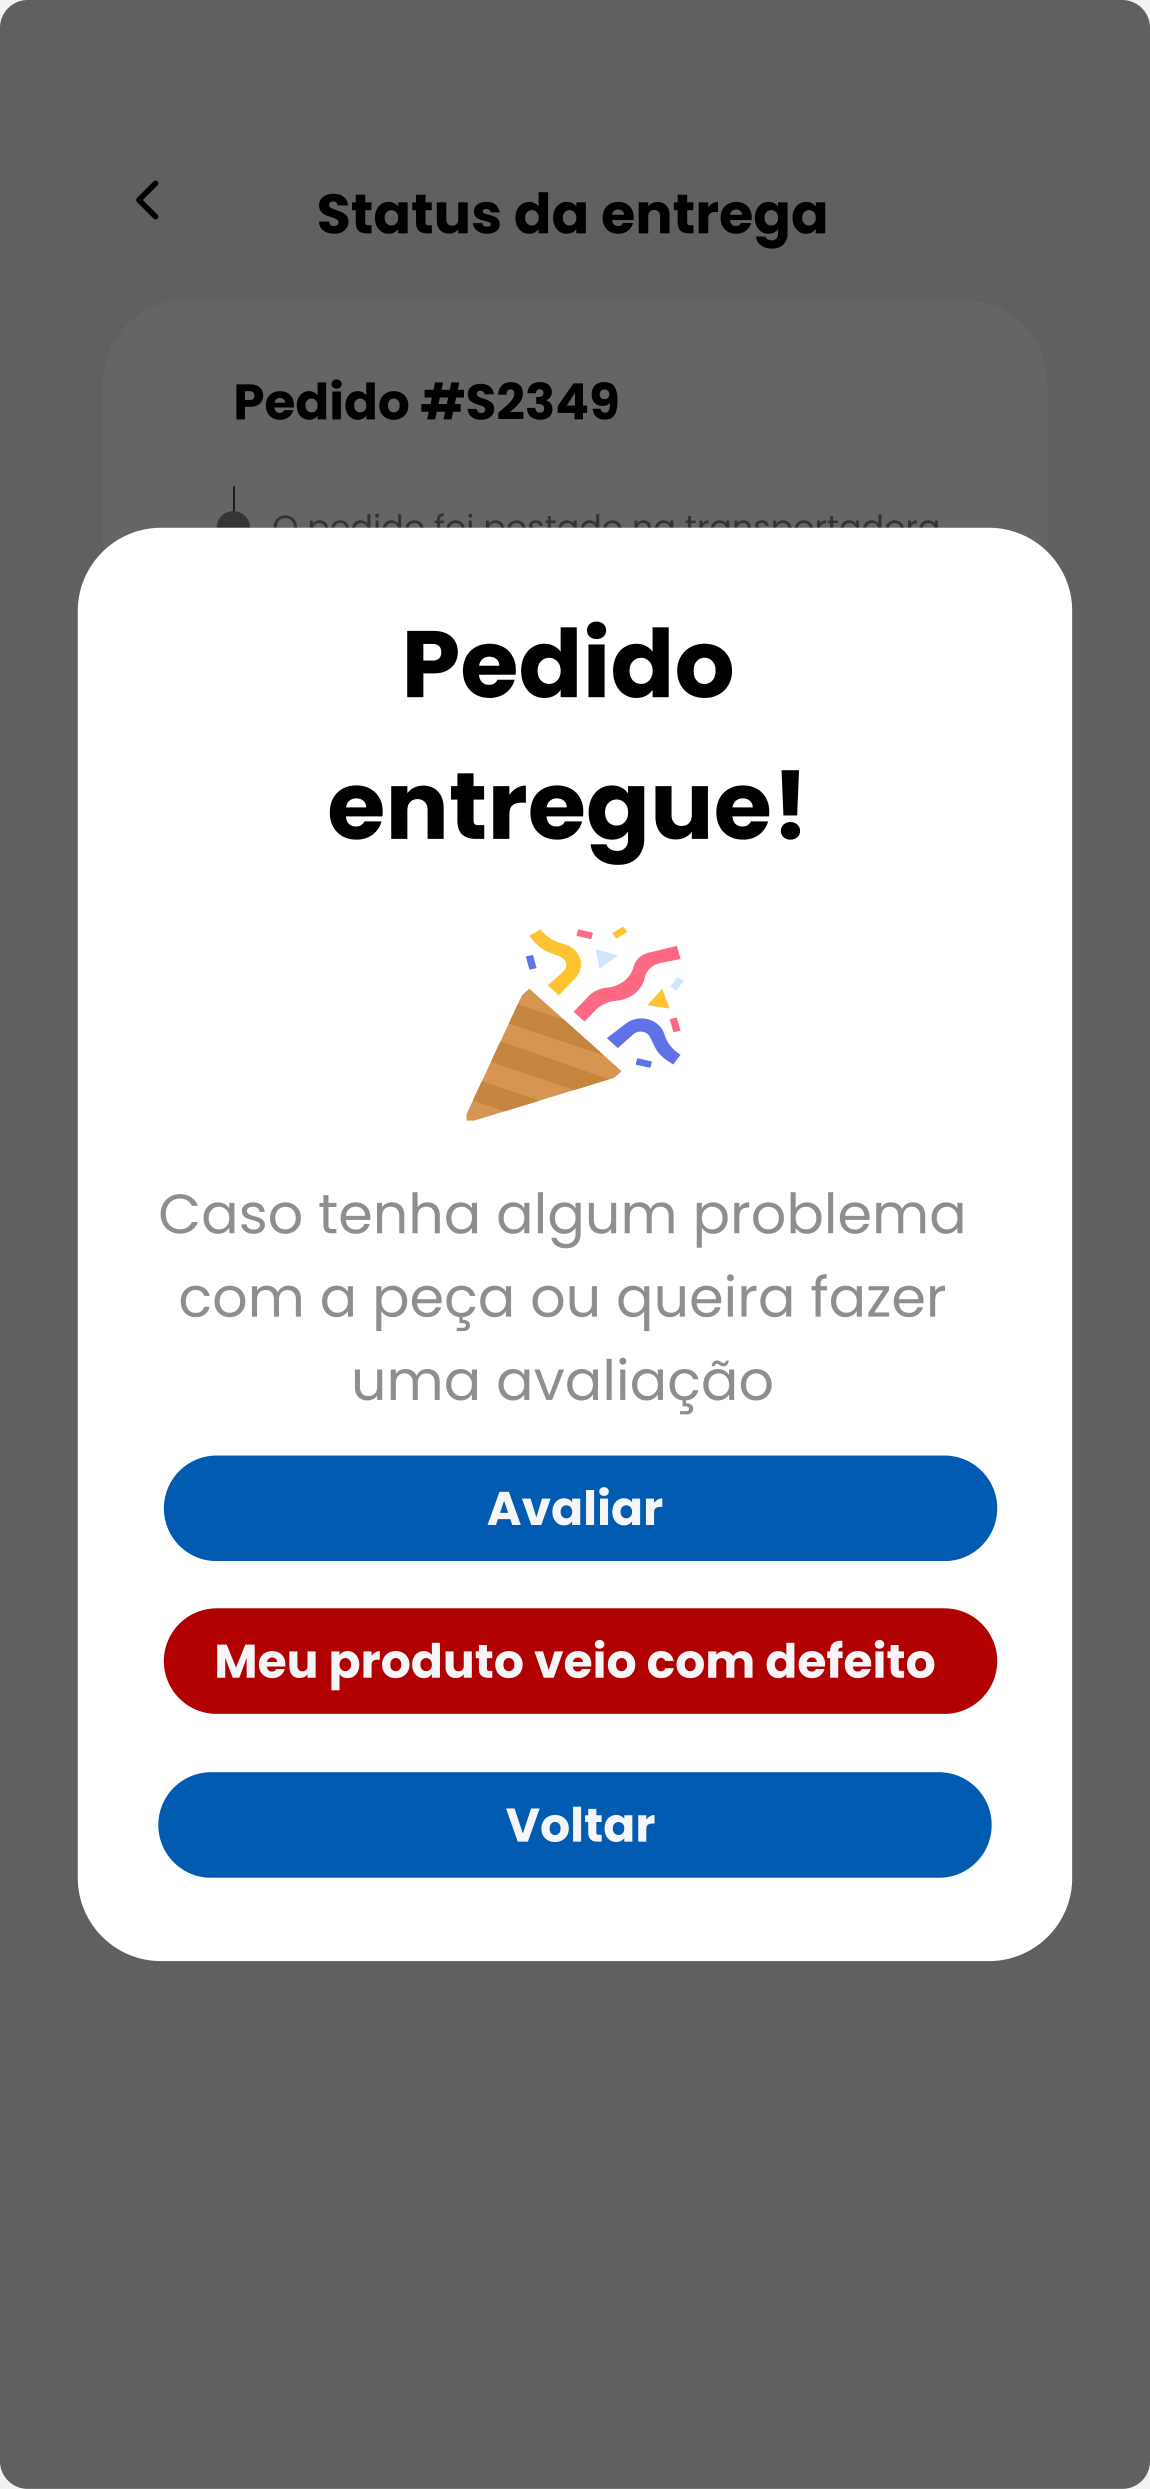 Status da entrega
Pedido #S2349
O pedido foi postado na transportadora
Pedido
entregue!
Caso tenha algum problema
com a peça ou queira fazer
uma avaliação
Avaliar
Meu produto veio com defeito
Voltar